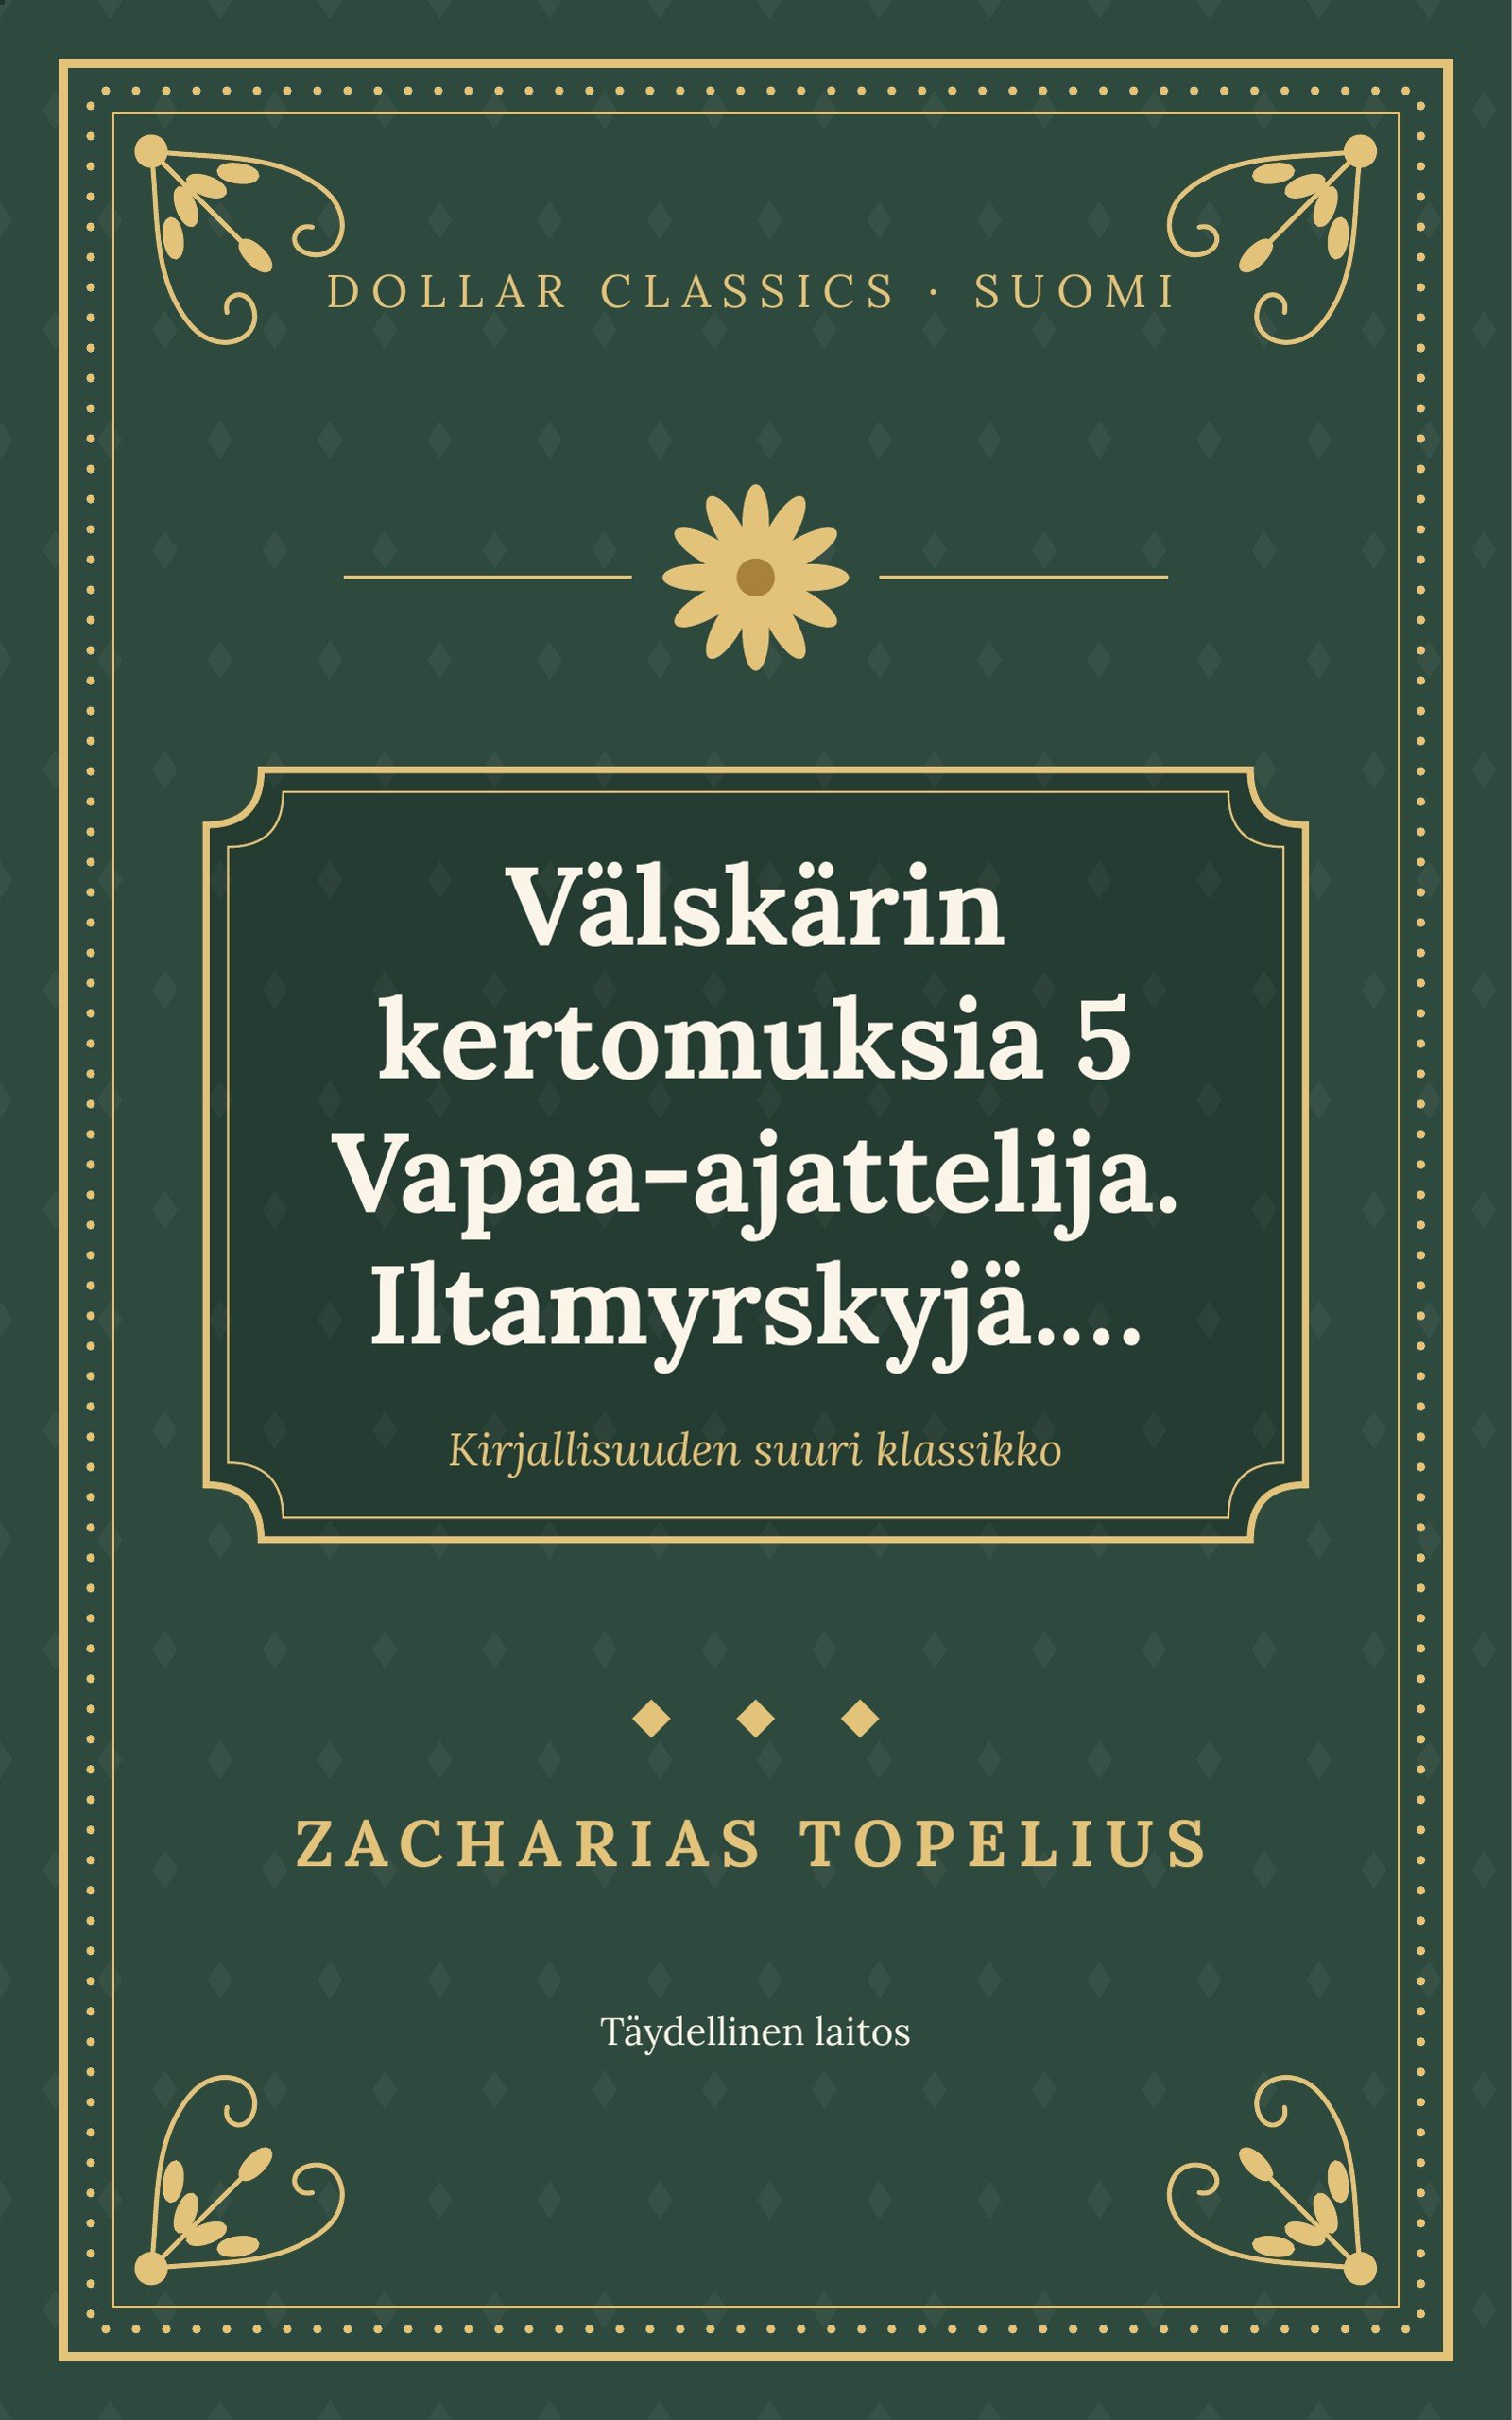 DOLLAR CLASSICS · SUOMI
Välskärin
kertomuksia 5
Vapaa-ajattelija.
Iltamyrskyjä....
Kirjallisuuden suuri klassikko
ZACHARIAS TOPELIUS
Täydellinen laitos